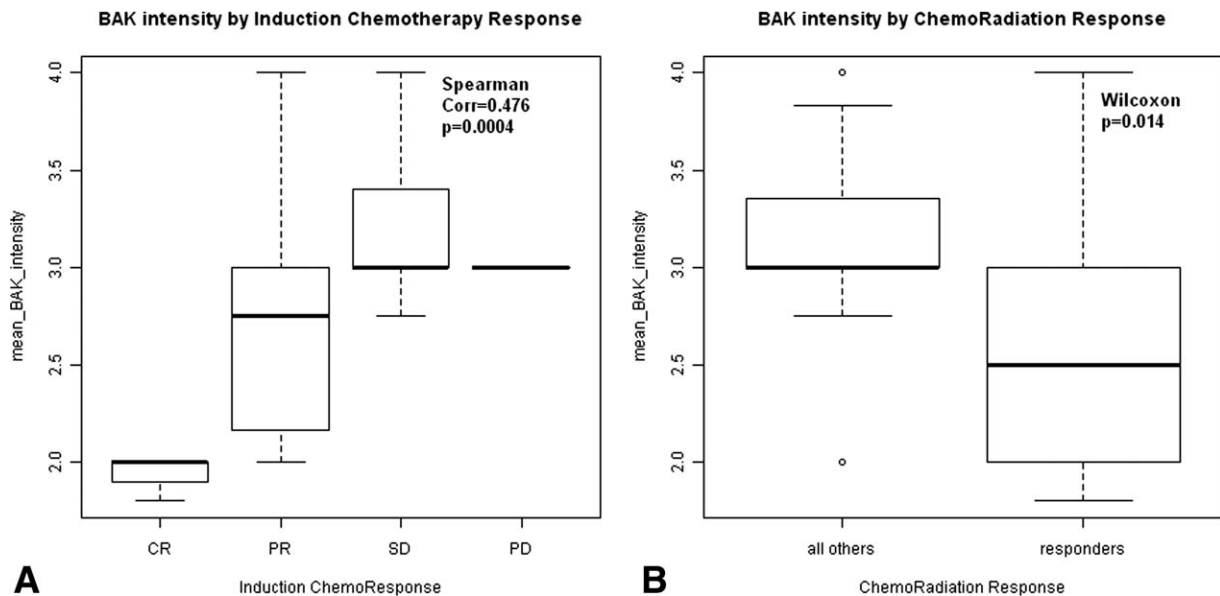 BAK intensity by Induction Chemotherapy Response
Spearman
Corr=0.476
p=0.0004
mean_BAK_intensity
4.0
3.5
3.0
2.5
2.0
CR PR SD PD
Induction ChemoResponse
A
BAK intensity by ChemoRadiation Response
Wilcoxon
p=0.014
mean_BAK_intensity
4.0
3.5
3.0
2.5
2.0
all others responders
ChemoRadiation Response
B